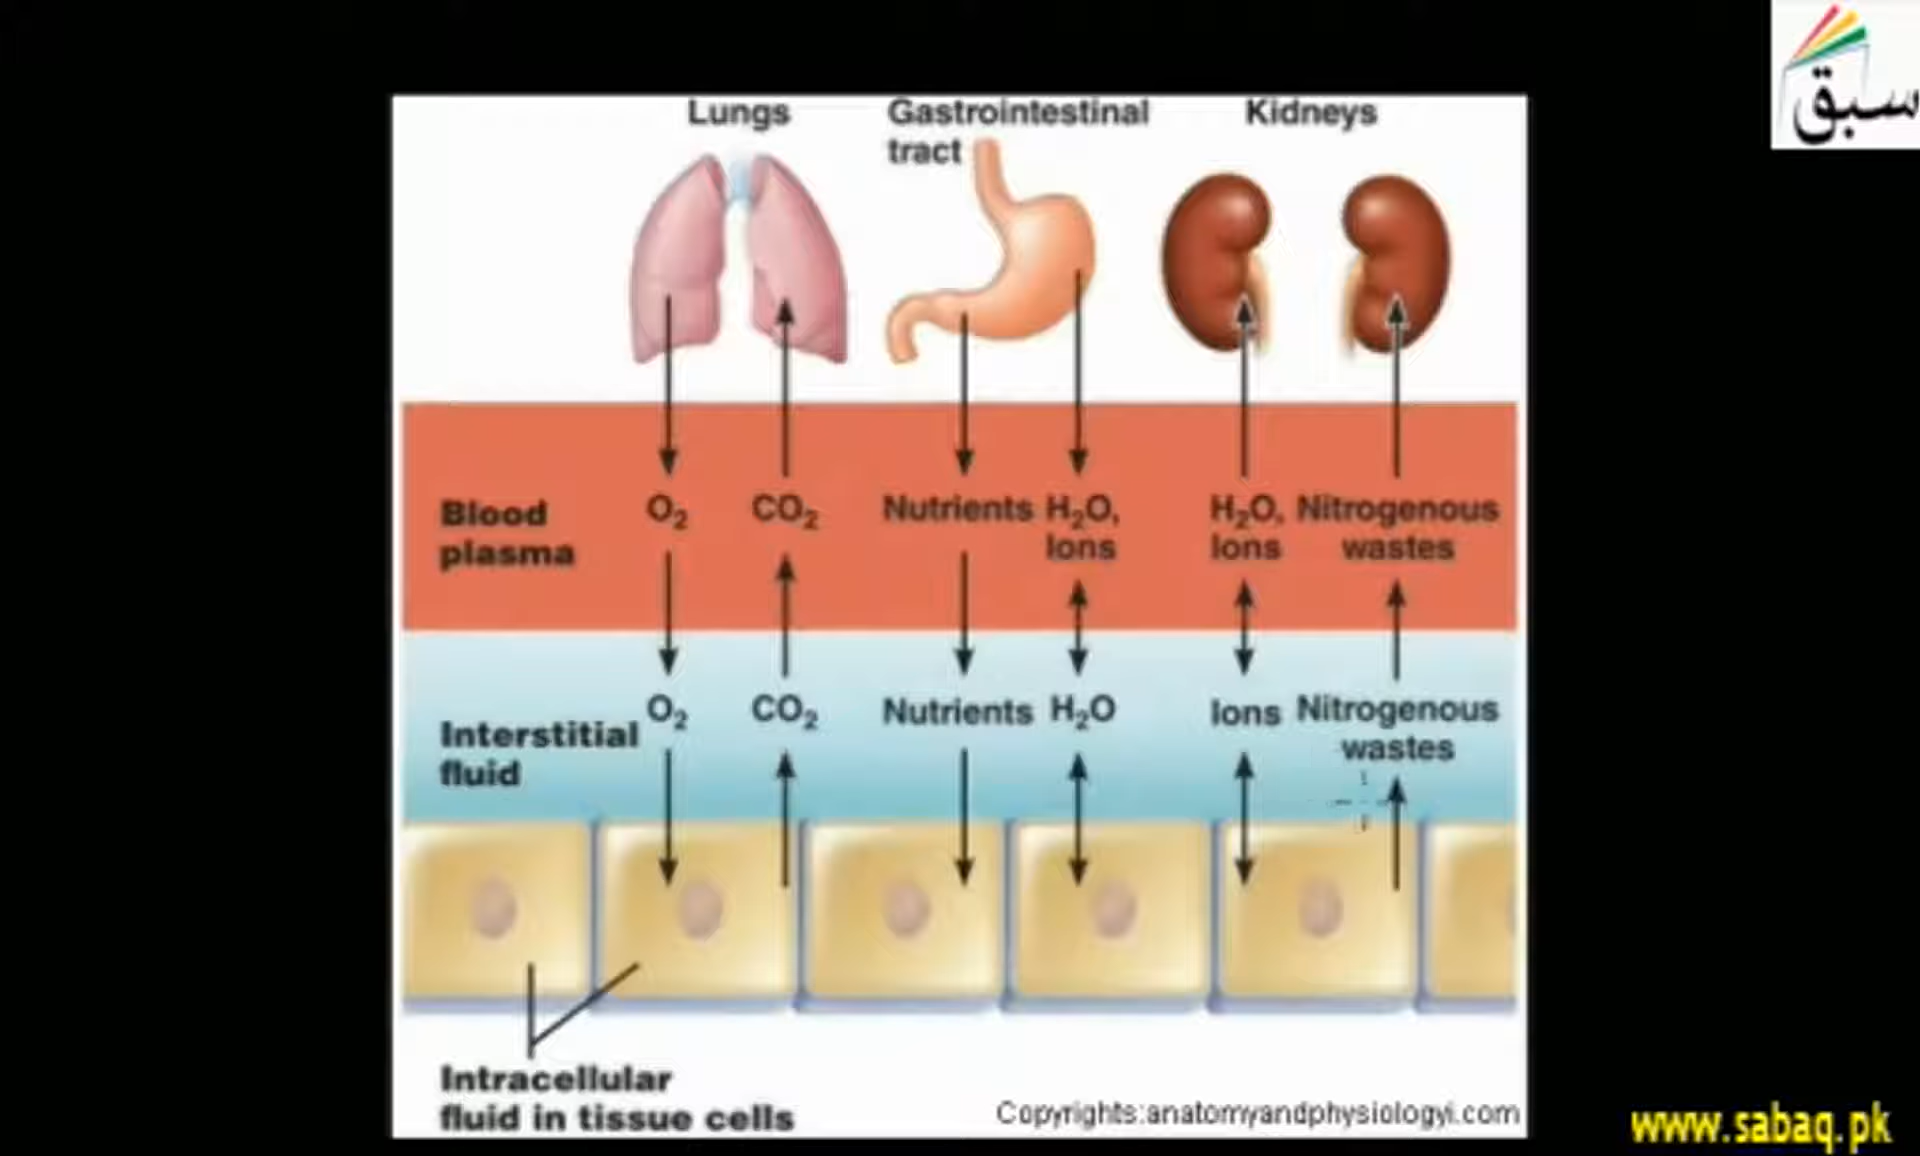 سبق
Lungs
Gastrointestinal
tract
Kidneys
Blood
plasma
O₂
CO₂
Nutrients
H₂O,
Ions
H₂O,
Ions
Nitrogenous
wastes
Interstitial
fluid
O₂
CO₂
Nutrients
H₂O
Ions
Nitrogenous
wastes
Intracellular
fluid in tissue cells
Copyrights:anatomyandphysiologyi.com
www.sabaq.pk